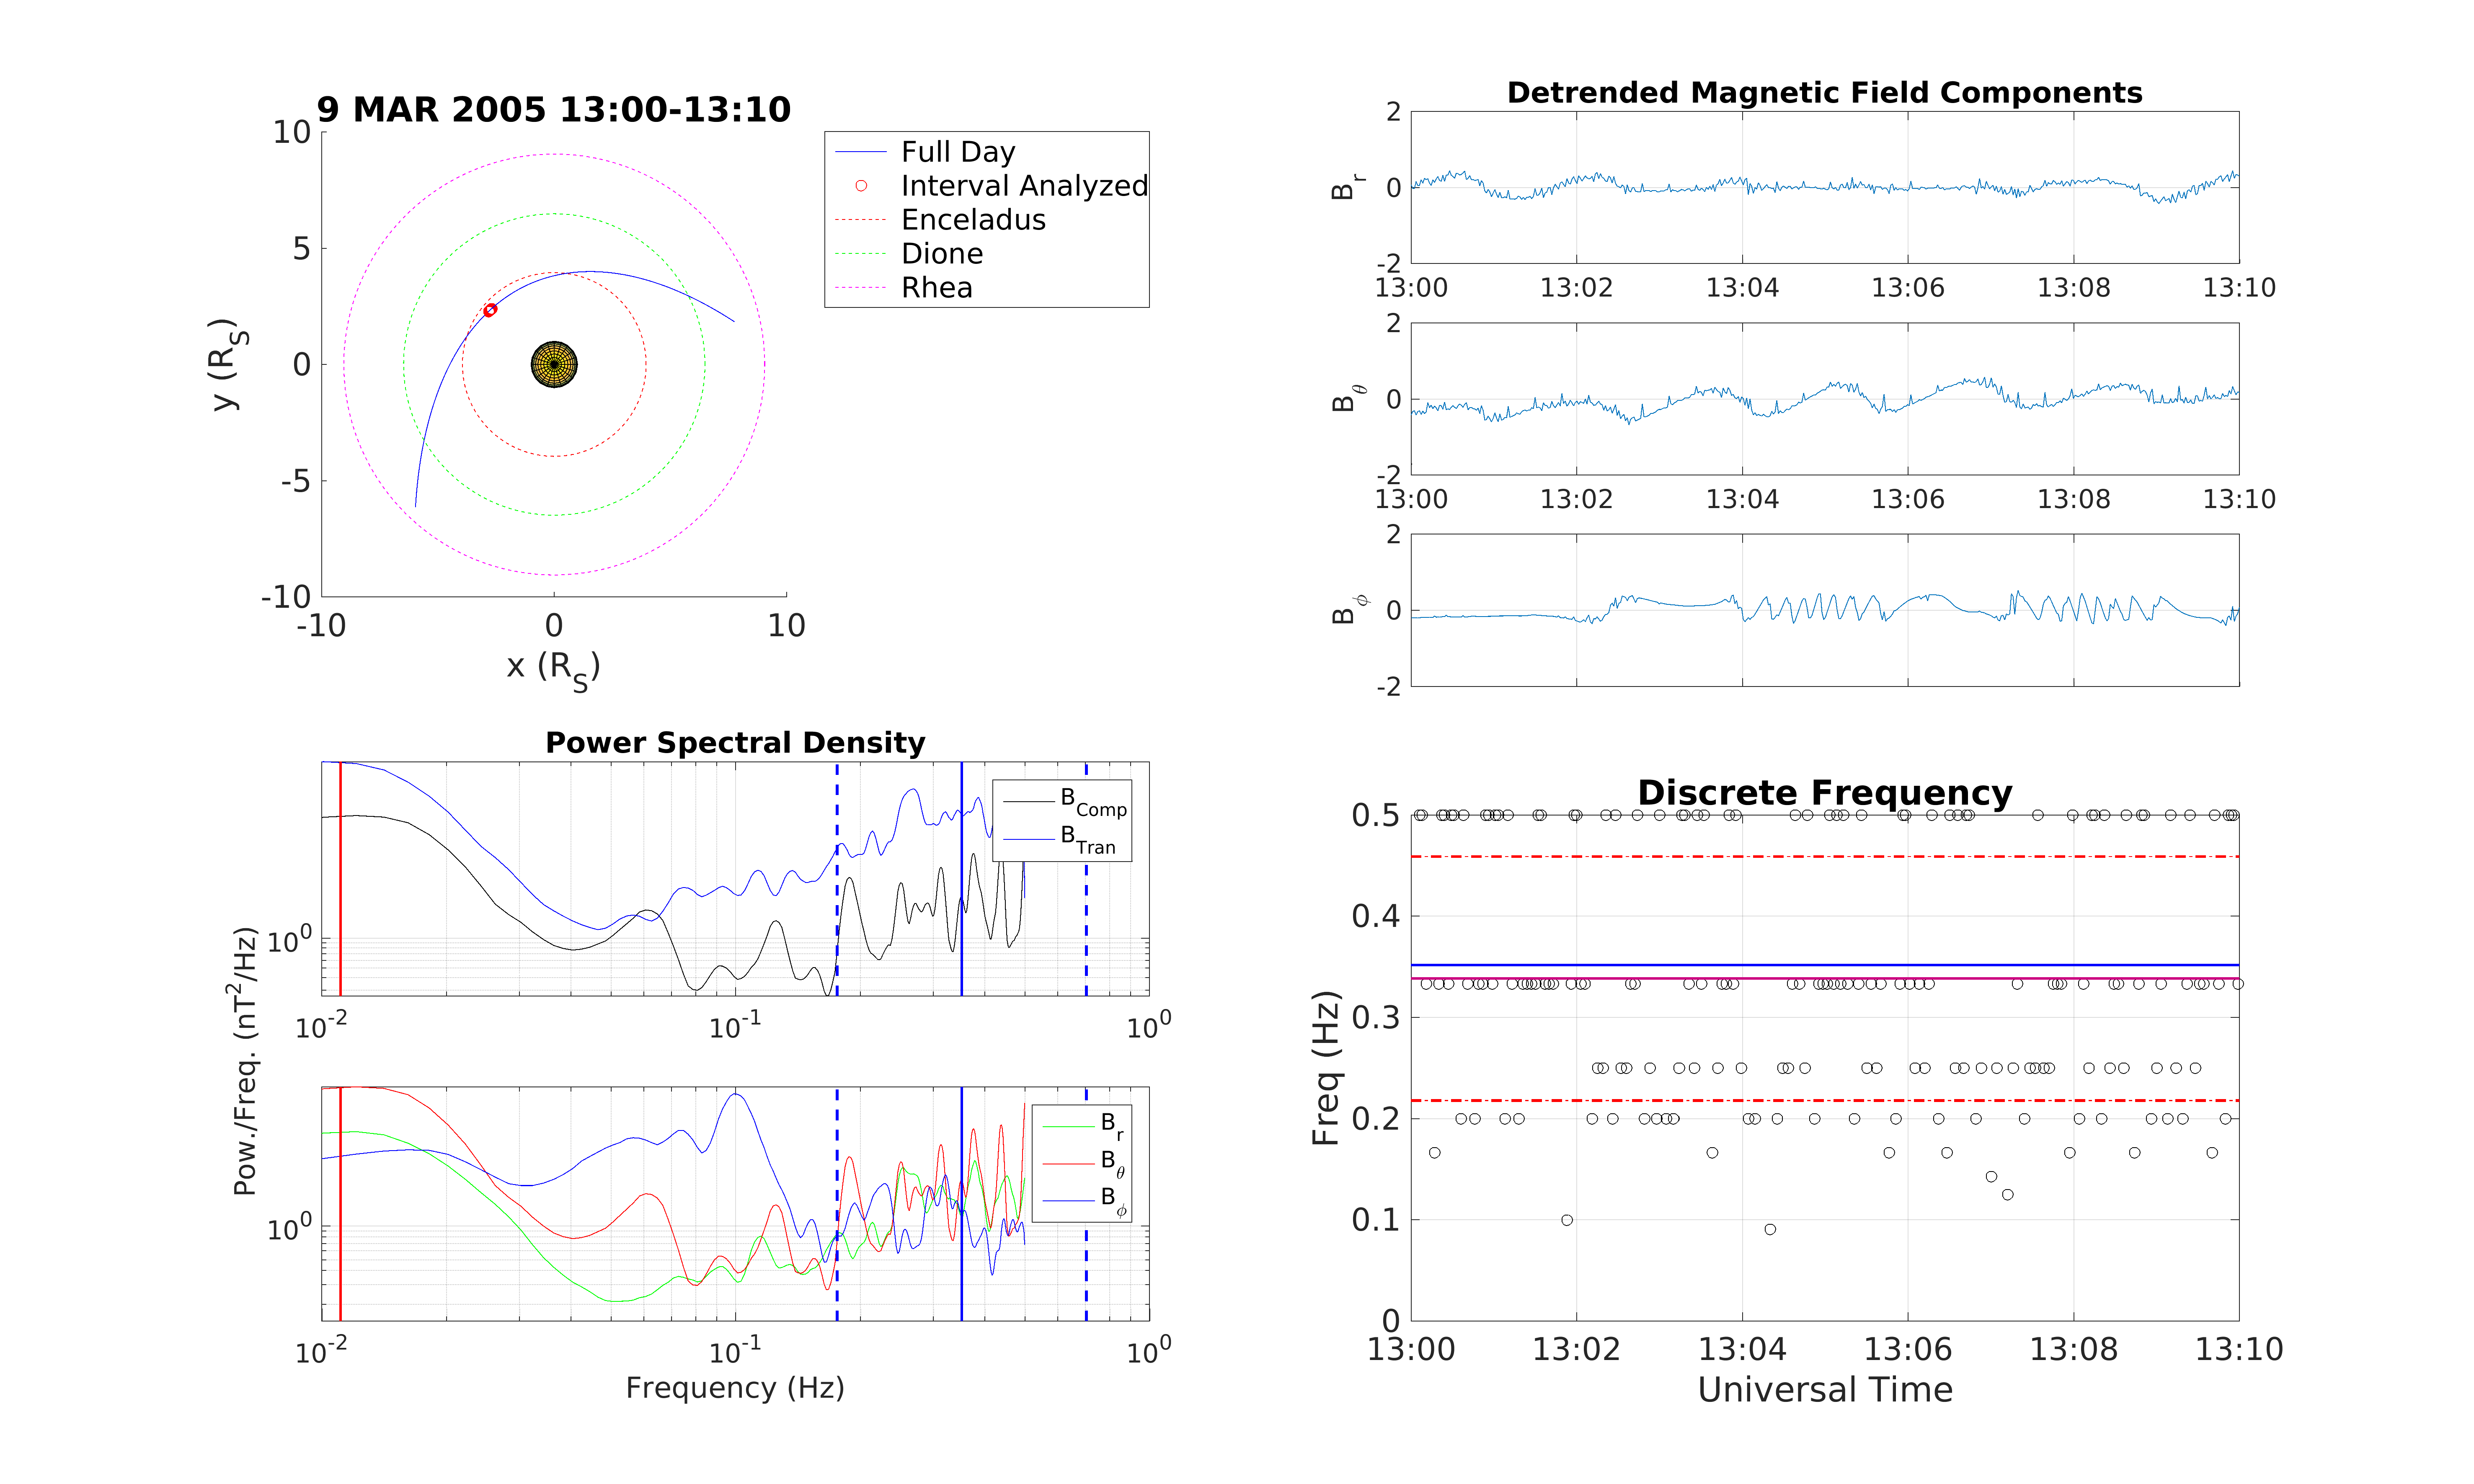 9 MAR 2005 13:00-13:10
10
5
0
-5
-10
-10
0
10
y (R_S)
x (R_S)
Full Day
Interval Analyzed
Enceladus
Dione
Rhea
Detrended Magnetic Field Components
2
0
-2
B_r
13:00
13:02
13:04
13:06
13:08
13:10
2
0
-2
B_θ
13:00
13:02
13:04
13:06
13:08
13:10
2
0
-2
B_ϕ
Power Spectral Density
10^0
B_Comp
B_Tran
10^-2
10^-1
10^0
Pow./Freq. (nT^2/Hz)
10^0
B_r
B_θ
B_ϕ
10^-2
10^-1
10^0
Frequency (Hz)
Discrete Frequency
0.5
0.4
0.3
0.2
0.1
0
Freq (Hz)
13:00
13:02
13:04
13:06
13:08
13:10
Universal Time